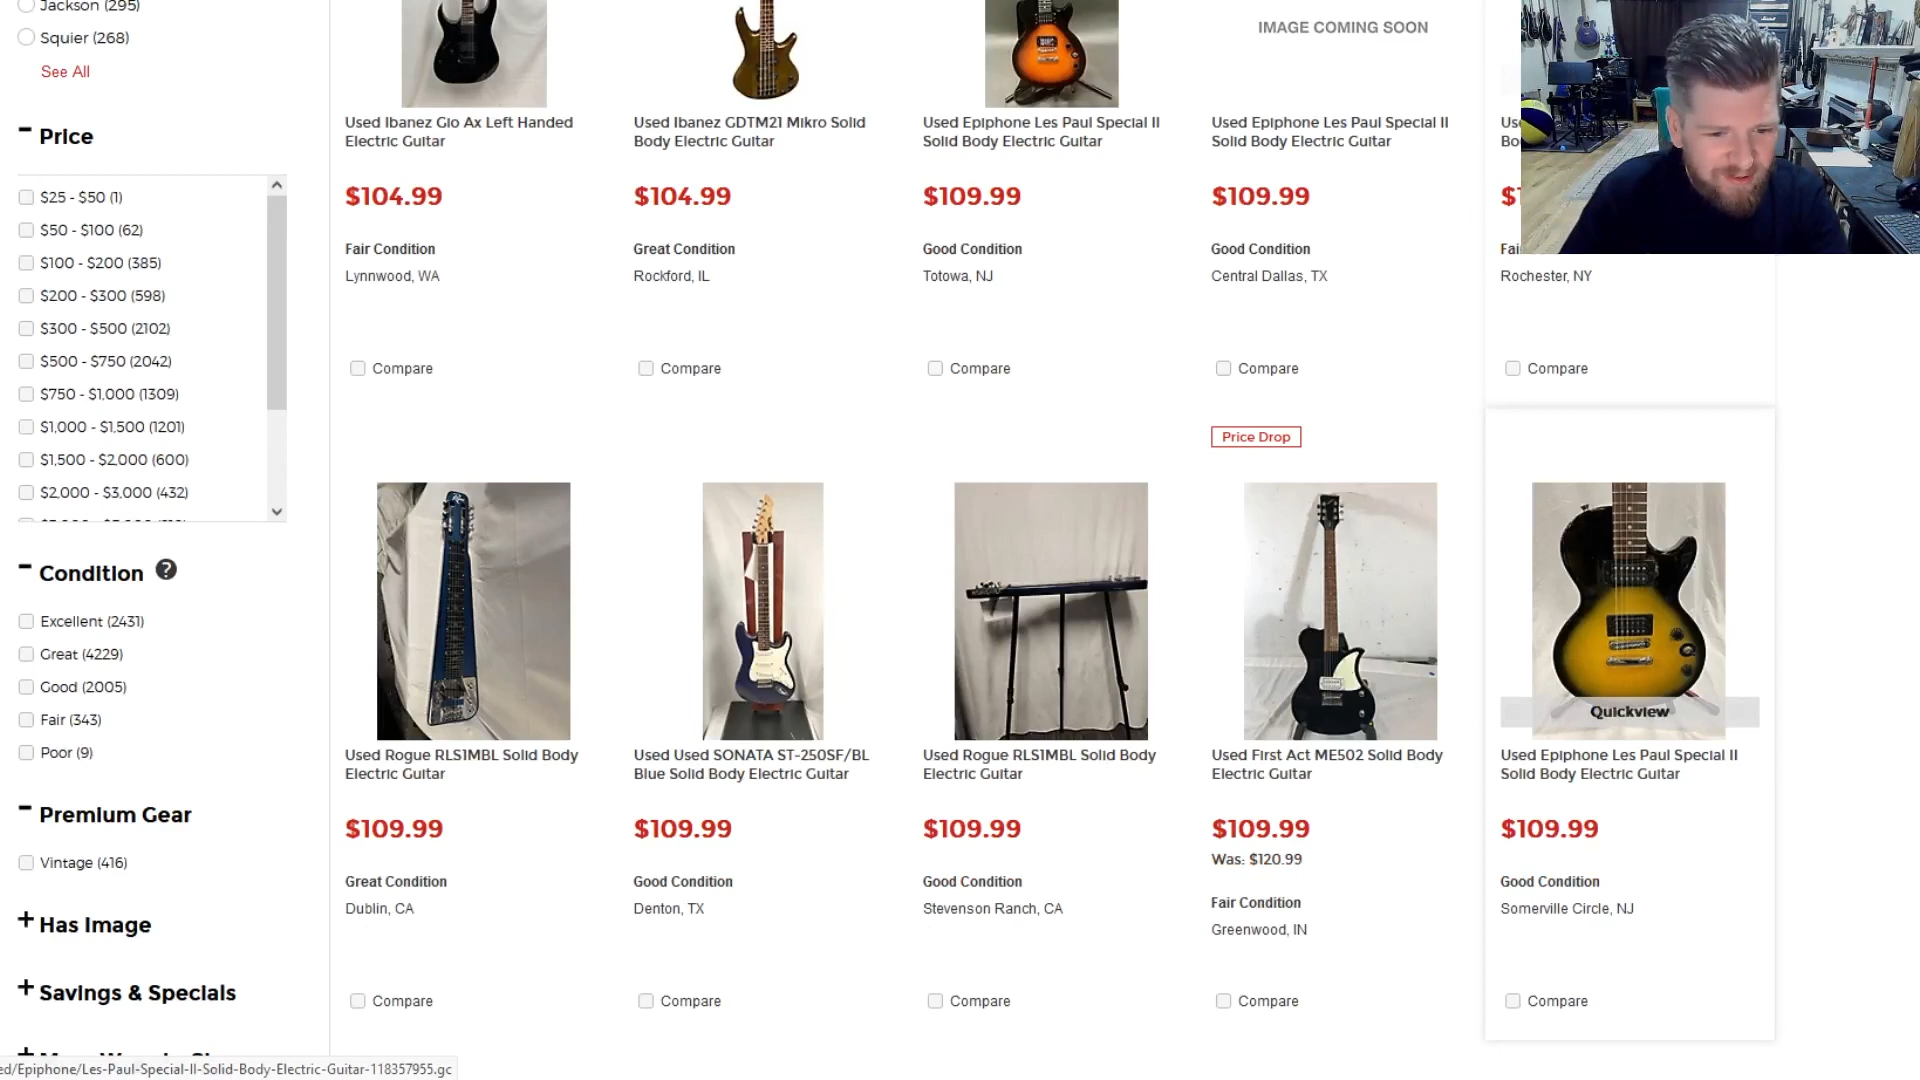 Jackson (295)
Squier (268)
See All
Price
$25 - $50 (1)
$50 - $100 (62)
$100 - $200 (385)
$200 - $300 (598)
$300 - $500 (2102)
$500 - $750 (2042)
$750 - $1,000 (1309)
$1,000 - $1,500 (1201)
$1,500 - $2,000 (600)
$2,000 - $3,000 (432)
Condition ?
Excellent (2431)
Great (4229)
Good (2005)
Fair (343)
Poor (9)
Premium Gear
Vintage (416)
Has Image
Savings & Specials
Used Ibanez Gio Ax Left Handed
Electric Guitar
$104.99
Fair Condition
Lynnwood, WA
Compare
Used Ibanez GDTM21 Mikro Solid
Body Electric Guitar
$104.99
Great Condition
Rockford, IL
Compare
Used Epiphone Les Paul Special II
Solid Body Electric Guitar
$109.99
Good Condition
Totowa, NJ
Compare
IMAGE COMING SOON
Used Epiphone Les Paul Special II
Solid Body Electric Guitar
$109.99
Good Condition
Central Dallas, TX
Compare
Rochester, NY
Compare
Used Rogue RLS1MBL Solid Body
Electric Guitar
$109.99
Great Condition
Dublin, CA
Compare
Used Used SONATA ST-250SF/BL
Blue Solid Body Electric Guitar
$109.99
Good Condition
Denton, TX
Compare
Used Rogue RLS1MBL Solid Body
Electric Guitar
$109.99
Good Condition
Stevenson Ranch, CA
Compare
Price Drop
Used First Act ME502 Solid Body
Electric Guitar
$109.99
Was: $120.99
Fair Condition
Greenwood, IN
Compare
Quickview
Used Epiphone Les Paul Special II
Solid Body Electric Guitar
$109.99
Good Condition
Somerville Circle, NJ
Compare
ed/Epiphone/Les-Paul-Special-II-Solid-Body-Electric-Guitar-118357955.gc